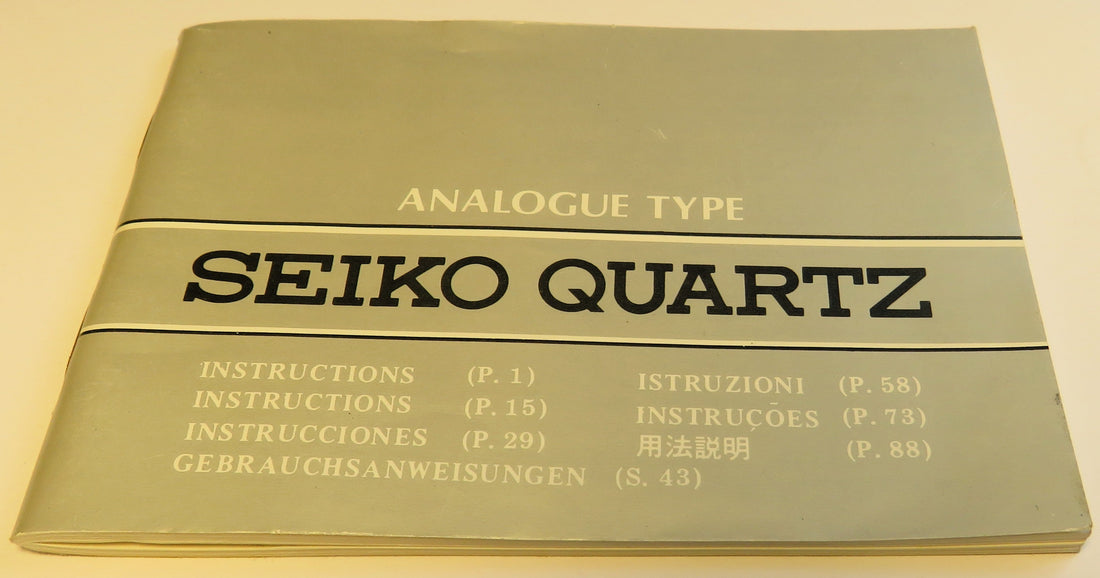 ANALOGUE TYPE
SEIKO QUARTZ
INSTRUCTIONS (P. 1)
INSTRUCTIONS (P. 15)
INSTRUCCIONES (P. 29)
GEBRAUCHSANWEISUNGEN (S. 43)
ISTRUZIONI (P. 58)
INSTRUÇÕES (P. 73)
用法説明 (P. 88)